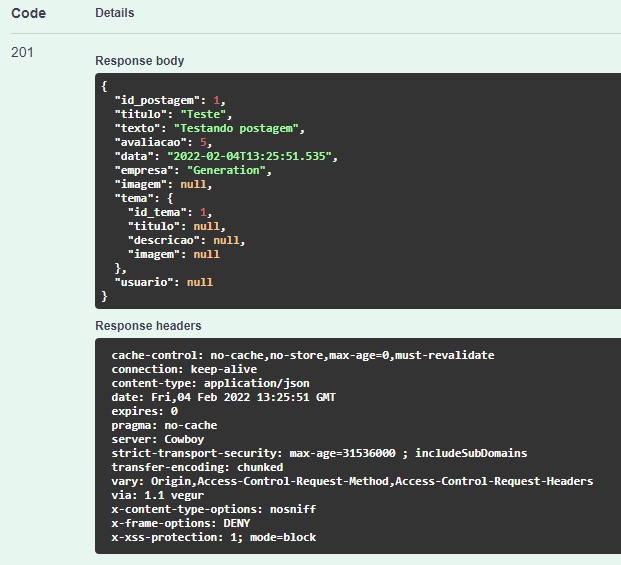 Code Details
201
Response body
{
"id_postagem": 1,
"titulo": "Teste",
"texto": "Testando postagem",
"avaliacao": 5,
"data": "2022-02-04T13:25:51.535",
"empresa": "Generation",
"imagem": null,
"tema": {
"id_tema": 1,
"titulo": null,
"descricao": null,
"imagem": null
},
"usuario": null
}
Response headers
cache-control: no-cache,no-store,max-age=0,must-revalidate
connection: keep-alive
content-type: application/json
date: Fri,04 Feb 2022 13:25:51 GMT
expires: 0
pragma: no-cache
server: Cowboy
strict-transport-security: max-age=31536000 ; includeSubDomains
transfer-encoding: chunked
vary: Origin,Access-Control-Request-Method,Access-Control-Request-Headers
via: 1.1 vegur
x-content-type-options: nosniff
x-frame-options: DENY
x-xss-protection: 1; mode=block